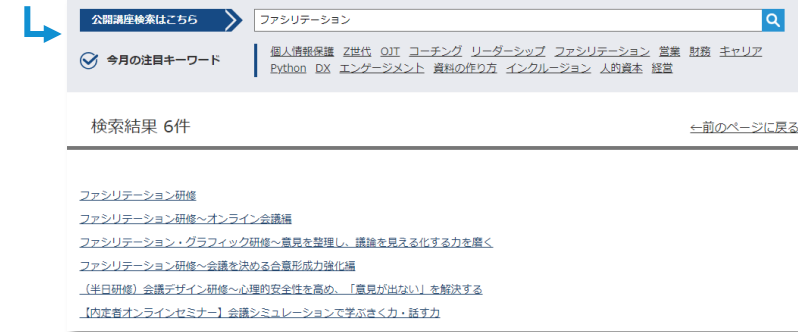 公開講座検索はこちら
ファシリテーション
今月の注目キーワード
個人情報保護 Z世代 OJT コーチング リーダーシップ ファシリテーション 営業 財務 キャリア
Python DX エンゲージメント 資料の作り方 インクルージョン 人的資本 経営
検索結果 6件
←前のページに戻る
ファシリテーション研修
ファシリテーション研修～オンライン会議編
ファシリテーション・グラフィック研修～意見を整理し、議論を見える化する力を磨く
ファシリテーション研修～会議を決める合意形成力強化編
（半日研修）会議デザイン研修～心理的安全性を高め、「意見が出ない」を解決する
【内定者オンラインセミナー】会議シミュレーションで学ぶきく力・話す力